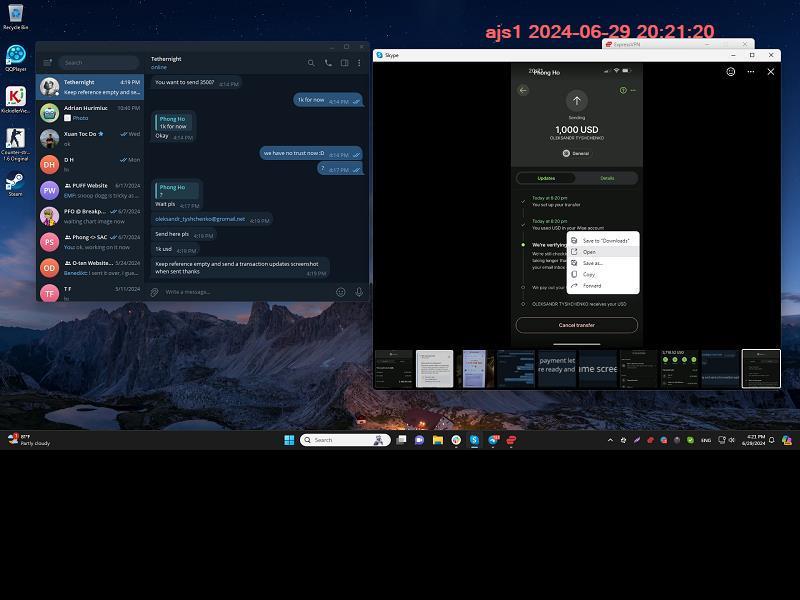 ajs1 2024-06-29 20:21:20
Recycle Bin
QQPlayer
Counter-str...
1.6 Original
Steam
Search
Tethernight
4:19 PM
Keep reference empty and se...
Adrian Hurimiuc
10:40 PM
Photo
Xuan Toc Do
Wed
ok
D H
Mon
hi
PUFF Website
6/17/2024
EMF: snoop dogg is tricky as...
PFO @ Breakp...
6/7/2024
waiting chart image now
Phong <> SAC
6/7/2024
You: ok, working on it now
O-ten Website...
5/24/2024
Benedikt: I sent it over, I gue...
T F
5/11/2024
hi
DH
PW
PS
OD
TF
Tethernight
online
You want to send 3500?
4:14 PM
1k for now
4:14 PM
Phong Ho
1k for now
Okay
4:14 PM
we have no trust now :D
4:14 PM
?
4:17 PM
Phong Ho
?
Wait pls
4:17 PM
oleksandr_tyshchenko@gromail.net
4:19 PM
Send here pls
4:19 PM
1k usd
4:19 PM
Keep reference empty and send a transaction updates screenshot
when sent thanks
4:19 PM
Write a message...
ExpressVPN
Skype
Phong Ho
Sending
1,000 USD
OLEKSANDR TYSHCHENKO
General
Updates
Details
Today at 8:20 pm
You set up your transfer
Today at 8:20 pm
You used USD in your Wise account
We're verifying
We're still check
taking longer tha
your email inbox
We pay out your
OLEKSANDR TYSHCHENKO receives your USD
Cancel transfer
Save to "Downloads"
Open
Save as...
Copy
Forward
payment let
re ready and
ame scree
87°F
Partly cloudy
Search
ENG
4:21 PM
6/29/2024